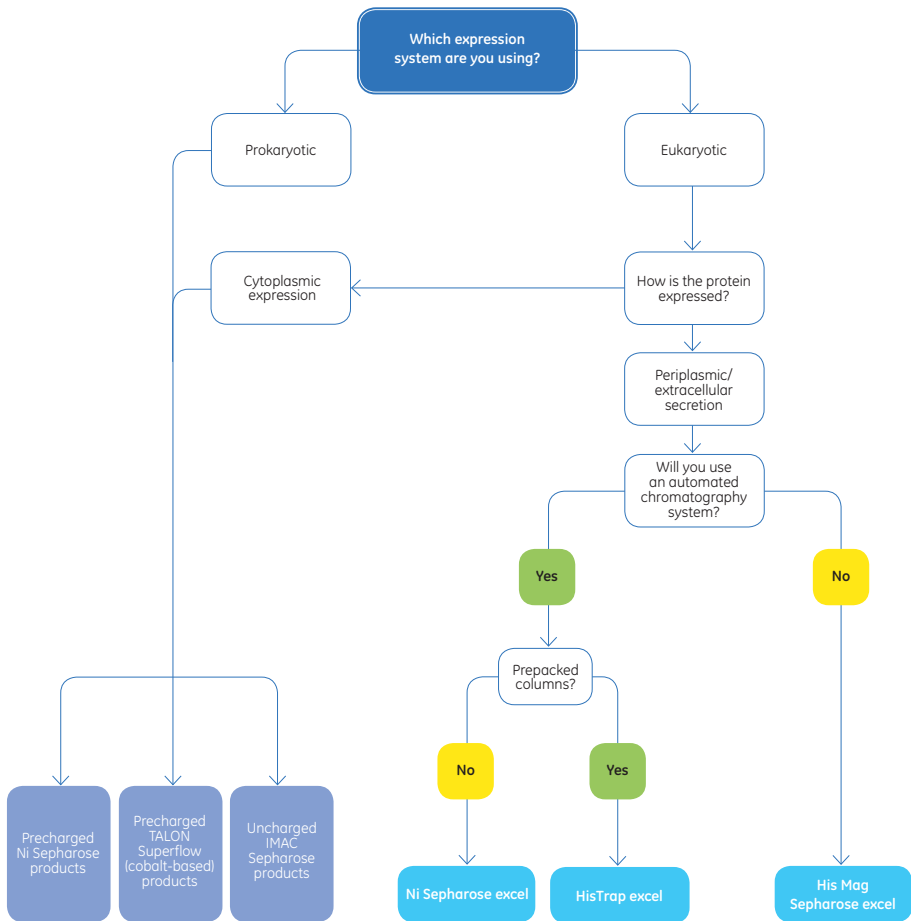 Which expression
system are you using?
Prokaryotic
Eukaryotic
Cytoplasmic
expression
How is the protein
expressed?
Periplasmic/
extracellular
secretion
Will you use
an automated
chromatography
system?
Yes
No
Prepacked
columns?
No
Yes
Precharged
Ni Sepharose
products
Precharged
TALON
Superflow
(cobalt-based)
products
Uncharged
IMAC
Sepharose
products
Ni Sepharose excel
HisTrap excel
His Mag
Sepharose excel